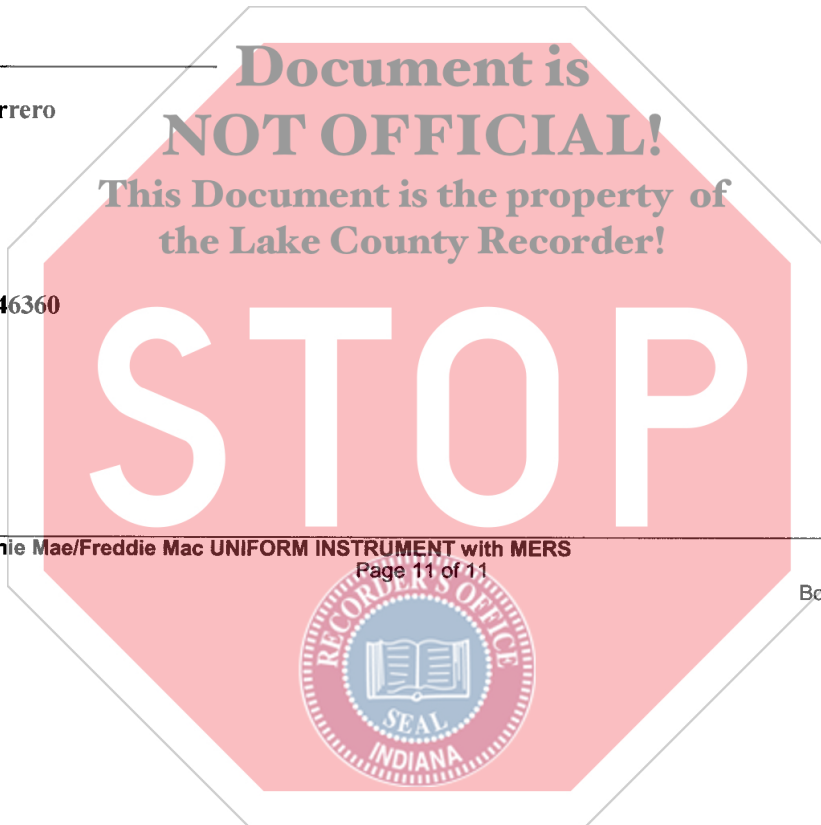 Document is
rrero
NOT OFFICIAL!
This Document is the property of
the Lake County Recorder!
46360
STOP
nie Mae/Freddie Mac UNIFORM INSTRUMENT with MERS
Page 11 of 11
Bo
RECORDER'S OFFICE
SEAL
INDIANA